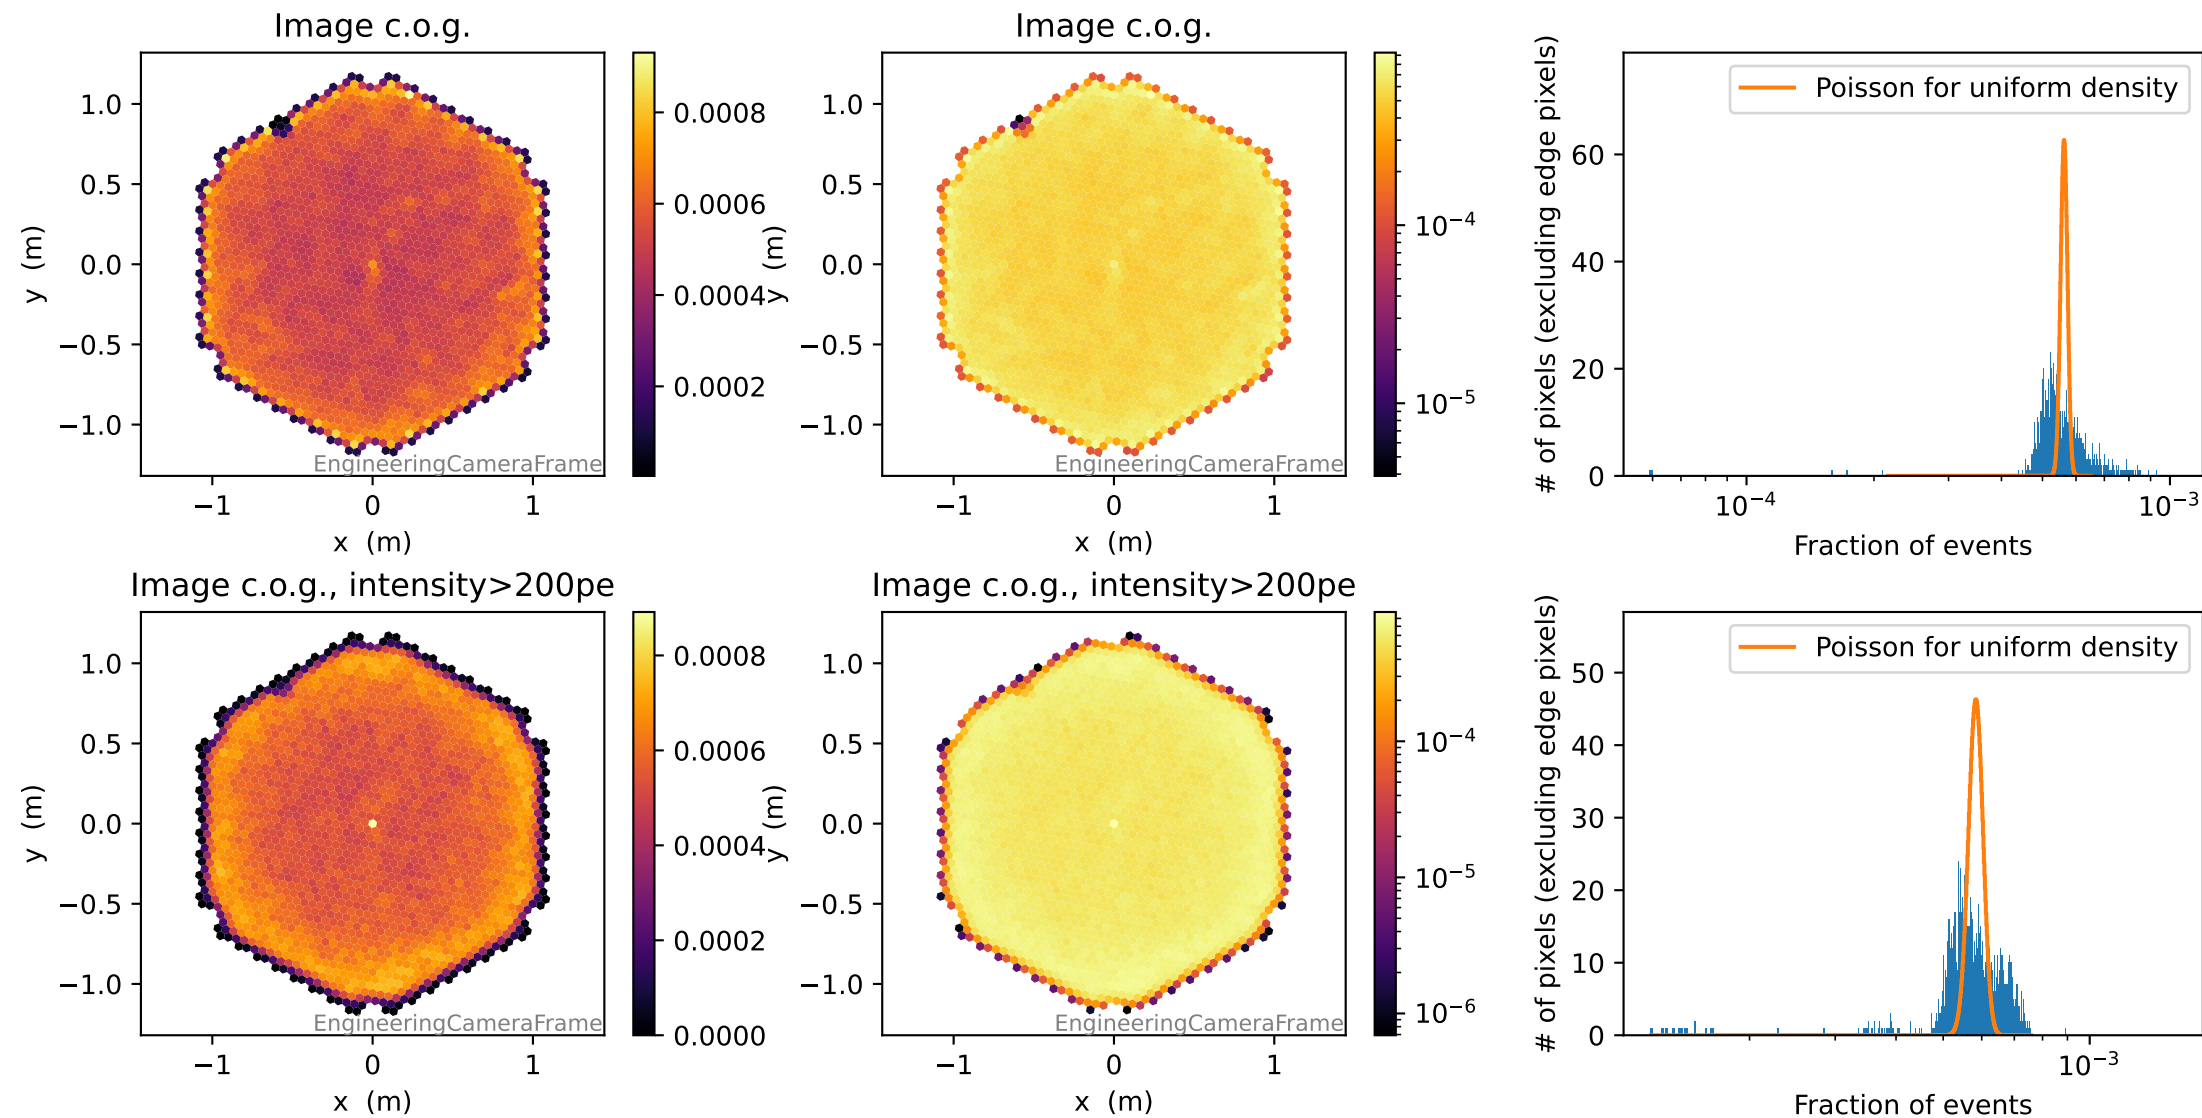 Image c.o.g.
1.0
0.5
0.0
−0.5
−1.0
y (m)
−1
0
1
x (m)
EngineeringCameraFrame
0.0008
0.0006
0.0004
0.0002
Image c.o.g.
1.0
0.5
0.0
−0.5
−1.0
y (m)
−1
0
1
x (m)
EngineeringCameraFrame
10⁻⁴
10⁻⁵
Poisson for uniform density
# of pixels (excluding edge pixels)
60
40
20
0
10⁻⁴
10⁻³
Fraction of events
Image c.o.g., intensity>200pe
1.0
0.5
0.0
−0.5
−1.0
y (m)
−1
0
1
x (m)
EngineeringCameraFrame
0.0008
0.0006
0.0004
0.0002
0.0000
Image c.o.g., intensity>200pe
1.0
0.5
0.0
−0.5
−1.0
y (m)
−1
0
1
x (m)
EngineeringCameraFrame
10⁻⁴
10⁻⁵
10⁻⁶
Poisson for uniform density
# of pixels (excluding edge pixels)
50
40
30
20
10
0
10⁻³
Fraction of events